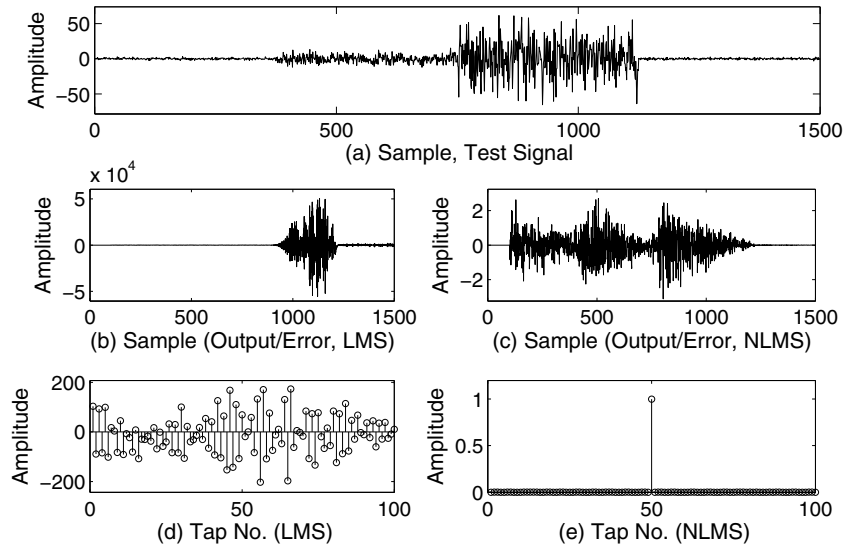 50
0
−50
Amplitude
0 500 1000 1500
(a) Sample, Test Signal
x 10⁴
5
0
−5
Amplitude
0 500 1000 1500
(b) Sample (Output/Error, LMS)
2
0
−2
Amplitude
0 500 1000 1500
(c) Sample (Output/Error, NLMS)
200
0
−200
Amplitude
0 50 100
(d) Tap No. (LMS)
1
0.5
0
Amplitude
0 50 100
(e) Tap No. (NLMS)